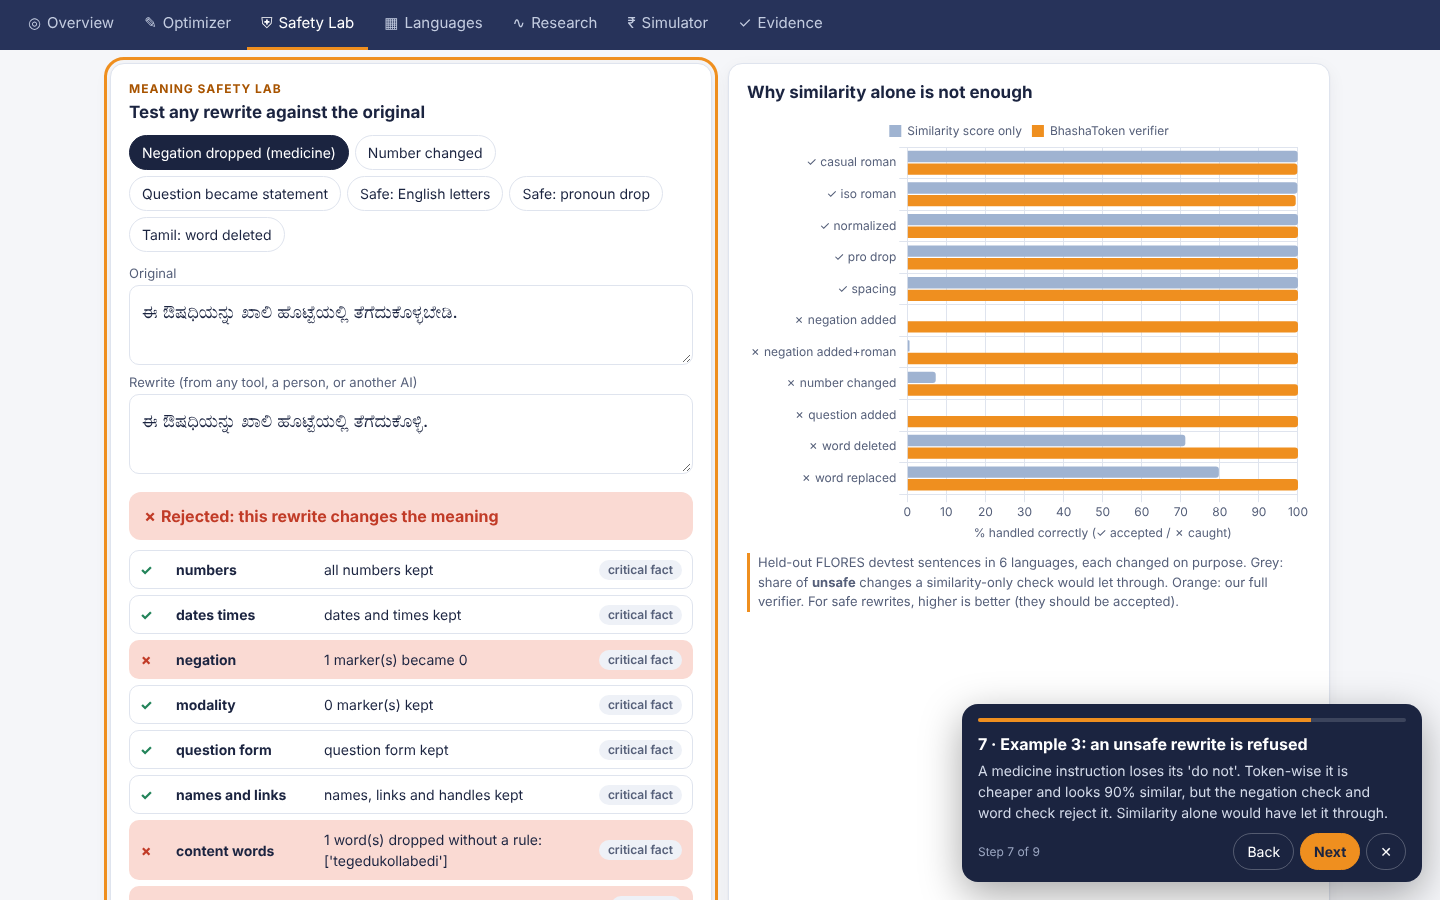 ◎ Overview ✎ Optimizer ⛨ Safety Lab ▦ Languages ∿ Research ₹ Simulator ✓ Evidence
MEANING SAFETY LAB
Test any rewrite against the original
Negation dropped (medicine) Number changed
Question became statement Safe: English letters Safe: pronoun drop
Tamil: word deleted
Original
ಈ ಔಷಧಿಯನ್ನು ಖಾಲಿ ಹೊಟ್ಟೆಯಲ್ಲಿ ತೆಗೆದುಕೊಳ್ಳಬೇಡಿ.
Rewrite (from any tool, a person, or another AI)
ಈ ಔಷಧಿಯನ್ನು ಖಾಲಿ ಹೊಟ್ಟೆಯಲ್ಲಿ ತೆಗೆದುಕೊಳ್ಳಿ.
× Rejected: this rewrite changes the meaning
✓ numbers all numbers kept critical fact
✓ dates times dates and times kept critical fact
× negation 1 marker(s) became 0 critical fact
✓ modality 0 marker(s) kept critical fact
✓ question form question form kept critical fact
✓ names and links names, links and handles kept critical fact
× content words 1 word(s) dropped without a rule: ['tegedukollabedi'] critical fact
Why similarity alone is not enough
Similarity score only BhashaToken verifier
✓ casual roman
✓ iso roman
✓ normalized
✓ pro drop
✓ spacing
× negation added
× negation added+roman
× number changed
× question added
× word deleted
× word replaced
0 10 20 30 40 50 60 70 80 90 100
% handled correctly (✓ accepted / × caught)
Held-out FLORES devtest sentences in 6 languages, each changed on purpose. Grey:
share of unsafe changes a similarity-only check would let through. Orange: our full
verifier. For safe rewrites, higher is better (they should be accepted).
7 · Example 3: an unsafe rewrite is refused
A medicine instruction loses its 'do not'. Token-wise it is
cheaper and looks 90% similar, but the negation check and
word check reject it. Similarity alone would have let it through.
Step 7 of 9 Back Next ×